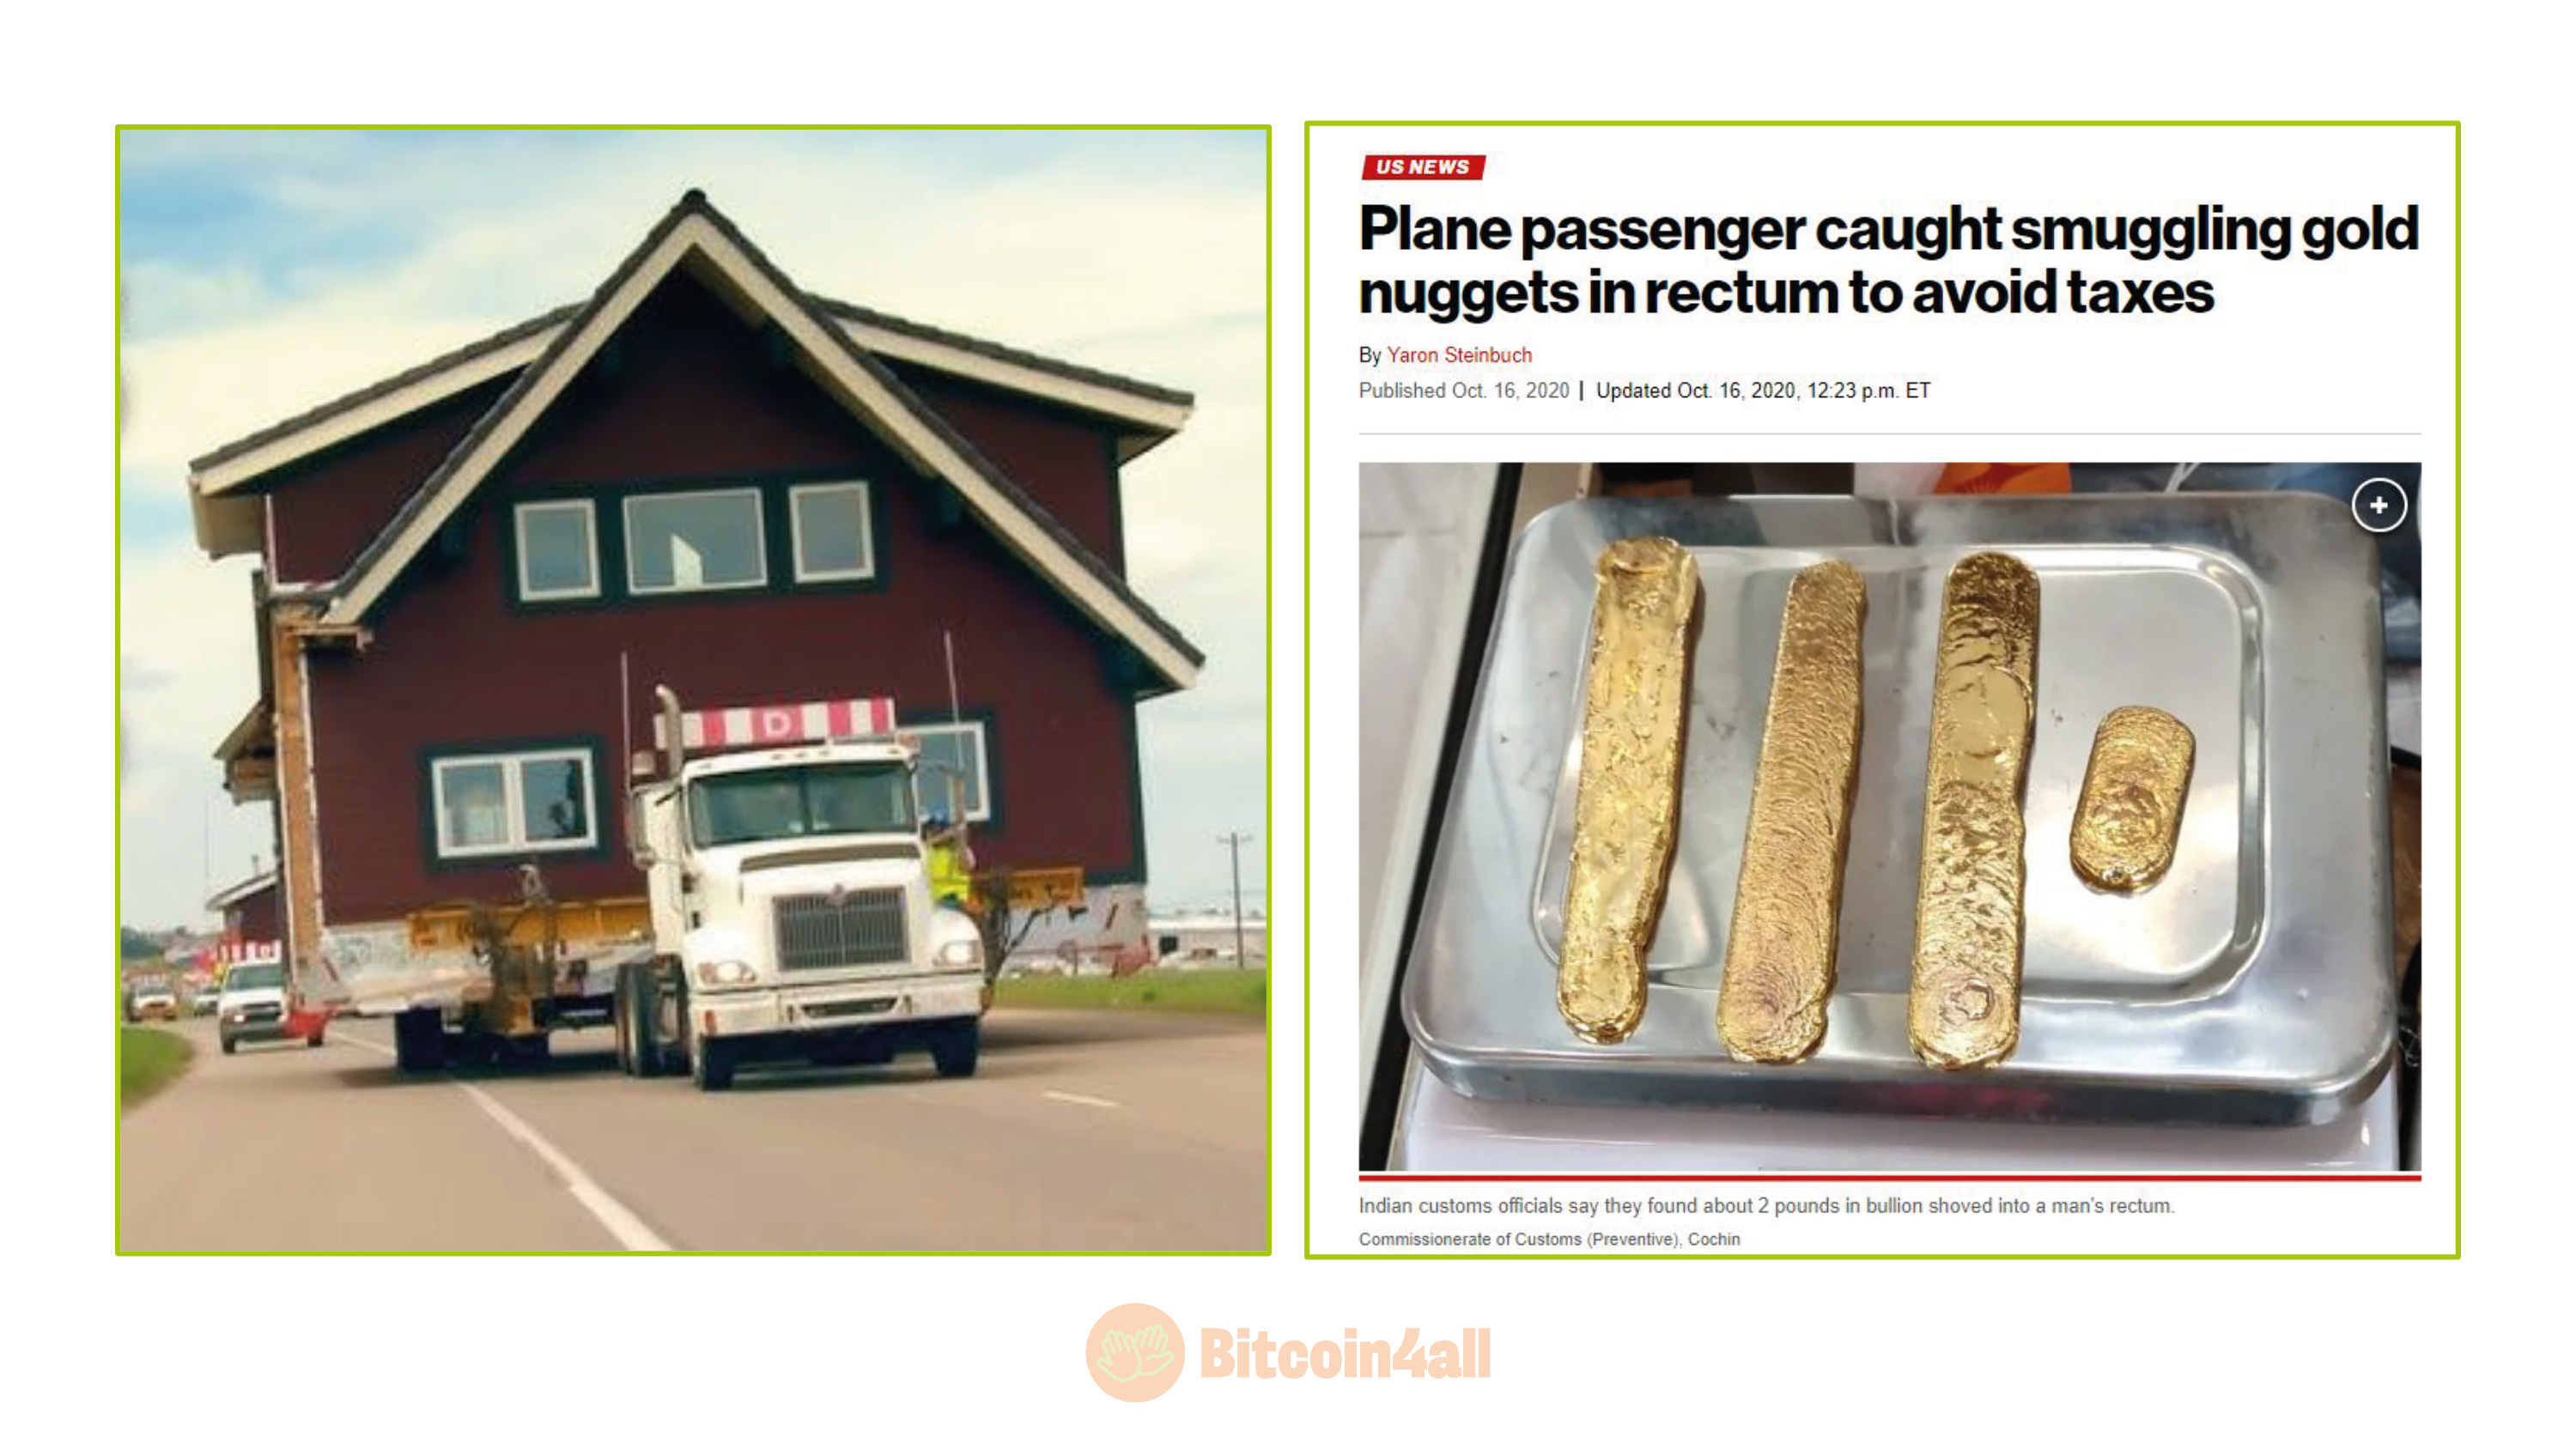 D
US NEWS
Plane passenger caught smuggling gold
nuggets in rectum to avoid taxes
By Yaron Steinbuch
Published Oct. 16, 2020 | Updated Oct. 16, 2020, 12:23 p.m. ET
Indian customs officials say they found about 2 pounds in bullion shoved into a man's rectum.
Commissionerate of Customs (Preventive), Cochin
Bitcoin4all